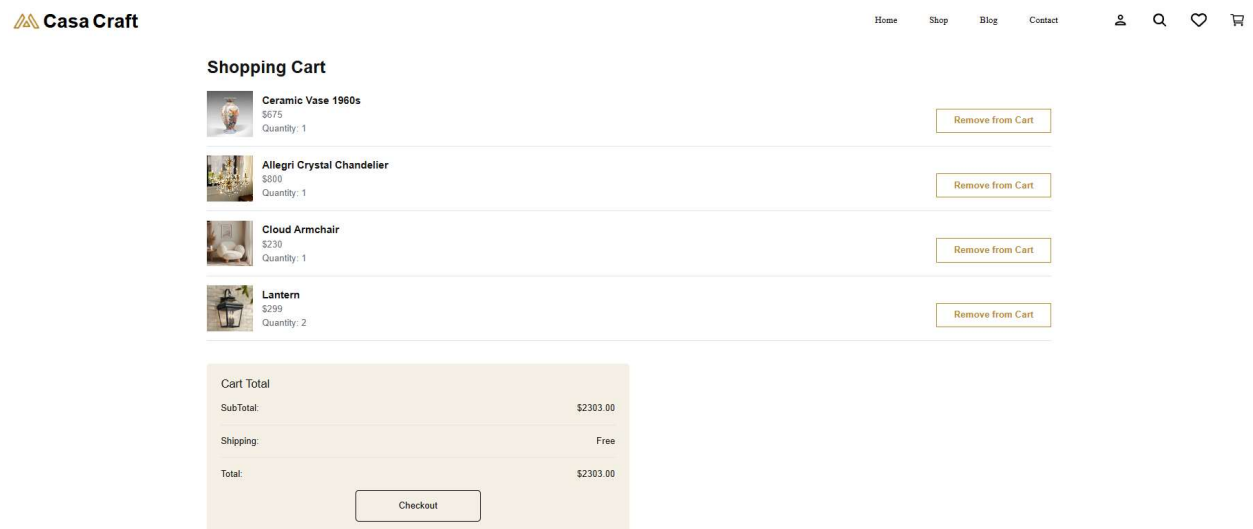 Casa Craft
Home Shop Blog Contact
Shopping Cart
Ceramic Vase 1960s
$675
Quantity: 1
Remove from Cart
Allegri Crystal Chandelier
$800
Quantity: 1
Remove from Cart
Cloud Armchair
$230
Quantity: 1
Remove from Cart
Lantern
$299
Quantity: 2
Remove from Cart
Cart Total
SubTotal: $2303.00
Shipping: Free
Total: $2303.00
Checkout